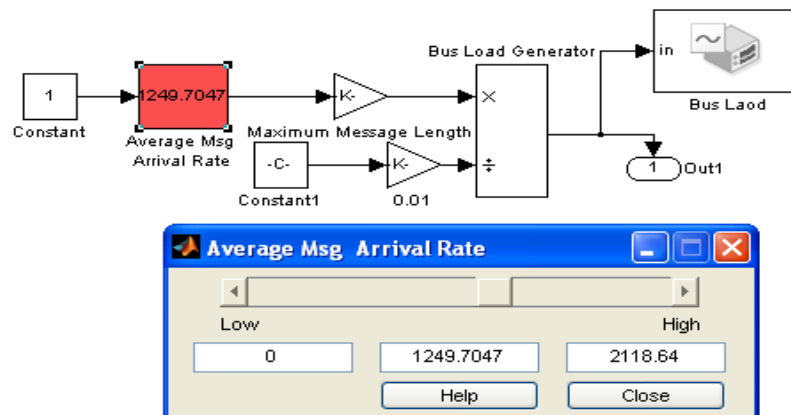 Bus Load Generator
in
Bus Laod
1
Constant
1249.7047
Average Msg
Arrival Rate
K-
Maximum Message Length
×
-C-
Constant1
K-
0.01
÷
1
Out1
Average Msg Arrival Rate
Low
High
0
1249.7047
2118.64
Help
Close